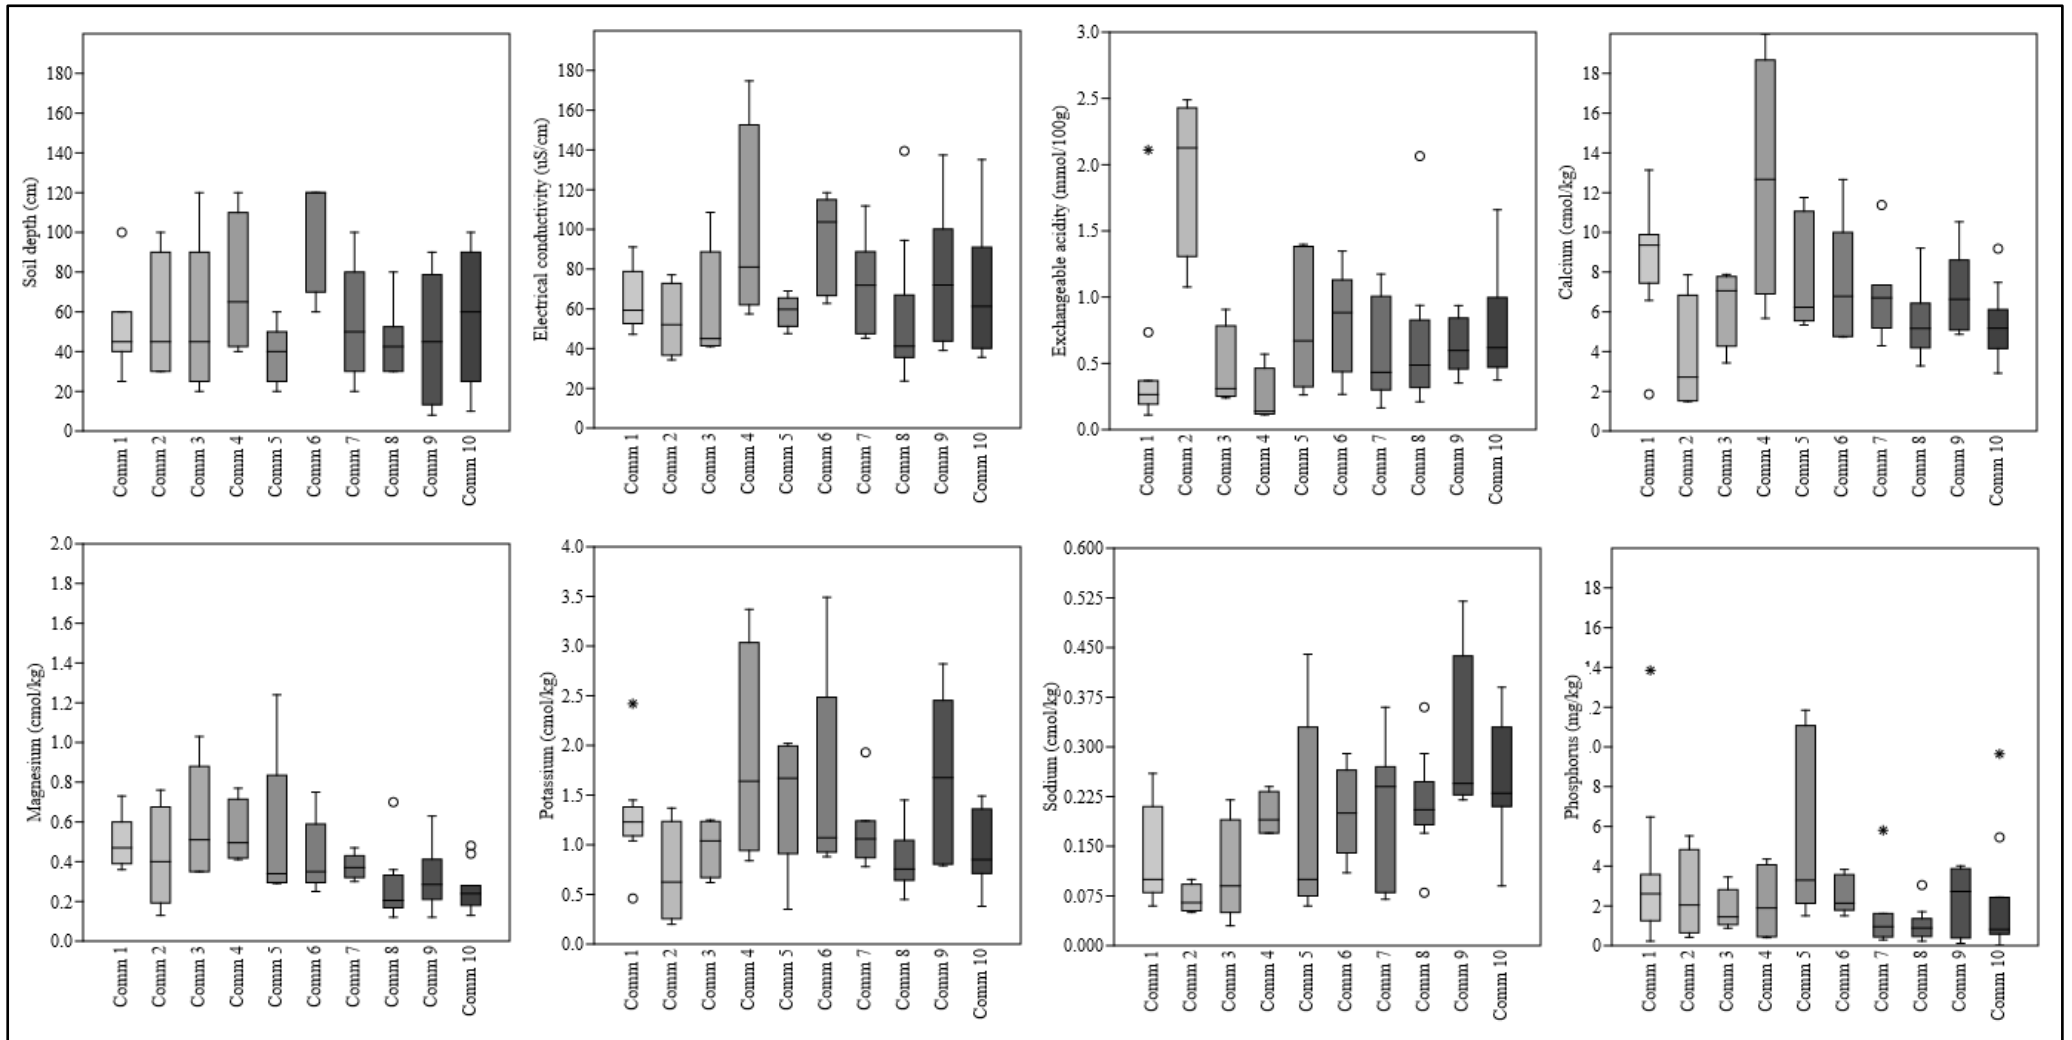 Soil depth (cm)
180
160
140
120
100
80
60
40
20
0
Comm 1
Comm 2
Comm 3
Comm 4
Comm 5
Comm 6
Comm 7
Comm 8
Comm 9
Comm 10
Electrical conductivity (uS/cm)
180
160
140
120
100
80
60
40
20
0
Comm 1
Comm 2
Comm 3
Comm 4
Comm 5
Comm 6
Comm 7
Comm 8
Comm 9
Comm 10
Exchangeable acidity (mmol/100g)
3.0
2.5
2.0
1.5
1.0
0.5
0.0
Comm 1
Comm 2
Comm 3
Comm 4
Comm 5
Comm 6
Comm 7
Comm 8
Comm 9
Comm 10
Calcium (cmol/kg)
18
16
14
12
10
8
6
4
2
0
Comm 1
Comm 2
Comm 3
Comm 4
Comm 5
Comm 6
Comm 7
Comm 8
Comm 9
Comm 10
Magnesium (cmol/kg)
2.0
1.8
1.6
1.4
1.2
1.0
0.8
0.6
0.4
0.2
0.0
Comm 1
Comm 2
Comm 3
Comm 4
Comm 5
Comm 6
Comm 7
Comm 8
Comm 9
Comm 10
Potassium (cmol/kg)
4.0
3.5
3.0
2.5
2.0
1.5
1.0
0.5
0.0
Comm 1
Comm 2
Comm 3
Comm 4
Comm 5
Comm 6
Comm 7
Comm 8
Comm 9
Comm 10
Sodium (cmol/kg)
0.600
0.525
0.450
0.375
0.300
0.225
0.150
0.075
0.000
Comm 1
Comm 2
Comm 3
Comm 4
Comm 5
Comm 6
Comm 7
Comm 8
Comm 9
Comm 10
Phosphorus (mg/kg)
18
16
.4
.2
.0
8
6
4
2
0
Comm 1
Comm 2
Comm 3
Comm 4
Comm 5
Comm 6
Comm 7
Comm 8
Comm 9
Comm 10